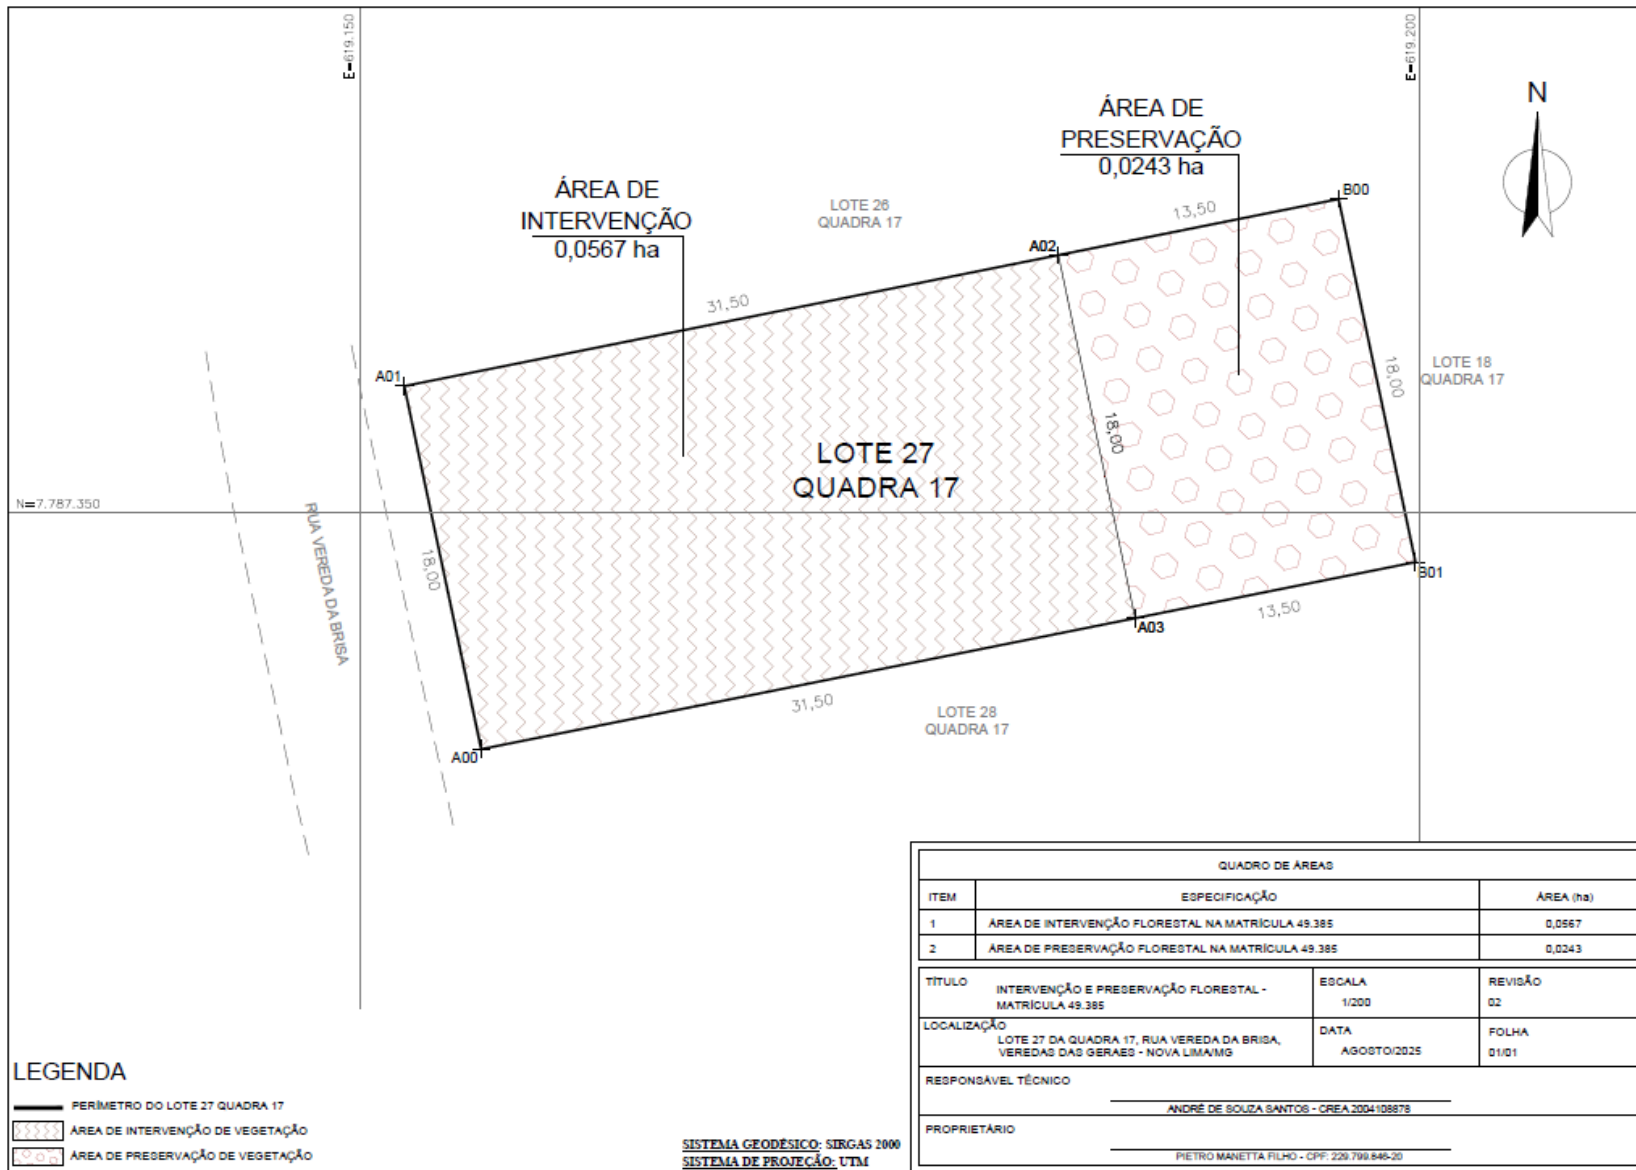 E=619.150
E=619.200
N
ÁREA DE
PRESERVAÇÃO
0,0243 ha
ÁREA DE
INTERVENÇÃO
0,0567 ha
LOTE 26
QUADRA 17
13,50
B00
A02
31,50
A01
LOTE 18
QUADRA 17
18,00
18,00
LOTE 27
QUADRA 17
N=7.787.350
RUA VEREDA DA BRISA
18,00
B01
13,50
A03
31,50
LOTE 28
QUADRA 17
A00
QUADRO DE ÁREAS
ITEM ESPECIFICAÇÃO ÁREA (ha)
1 ÁREA DE INTERVENÇÃO FLORESTAL NA MATRÍCULA 49.385 0,0567
2 ÁREA DE PRESERVAÇÃO FLORESTAL NA MATRÍCULA 49.385 0,0243
TÍTULO
INTERVENÇÃO E PRESERVAÇÃO FLORESTAL -
MATRÍCULA 49.385
ESCALA
1/200
REVISÃO
02
LOCALIZAÇÃO
LOTE 27 DA QUADRA 17, RUA VEREDA DA BRISA,
VEREDAS DAS GERAES - NOVA LIMA/MG
DATA
AGOSTO/2025
FOLHA
01/01
RESPONSÁVEL TÉCNICO
ANDRÉ DE SOUZA SANTOS - CREA 2004108878
PROPRIETÁRIO
PIETRO MANETTA FILHO - CPF: 229.799.846-20
LEGENDA
PERÍMETRO DO LOTE 27 QUADRA 17
ÁREA DE INTERVENÇÃO DE VEGETAÇÃO
ÁREA DE PRESERVAÇÃO DE VEGETAÇÃO
SISTEMA GEODÉSICO: SIRGAS 2000
SISTEMA DE PROJEÇÃO: UTM